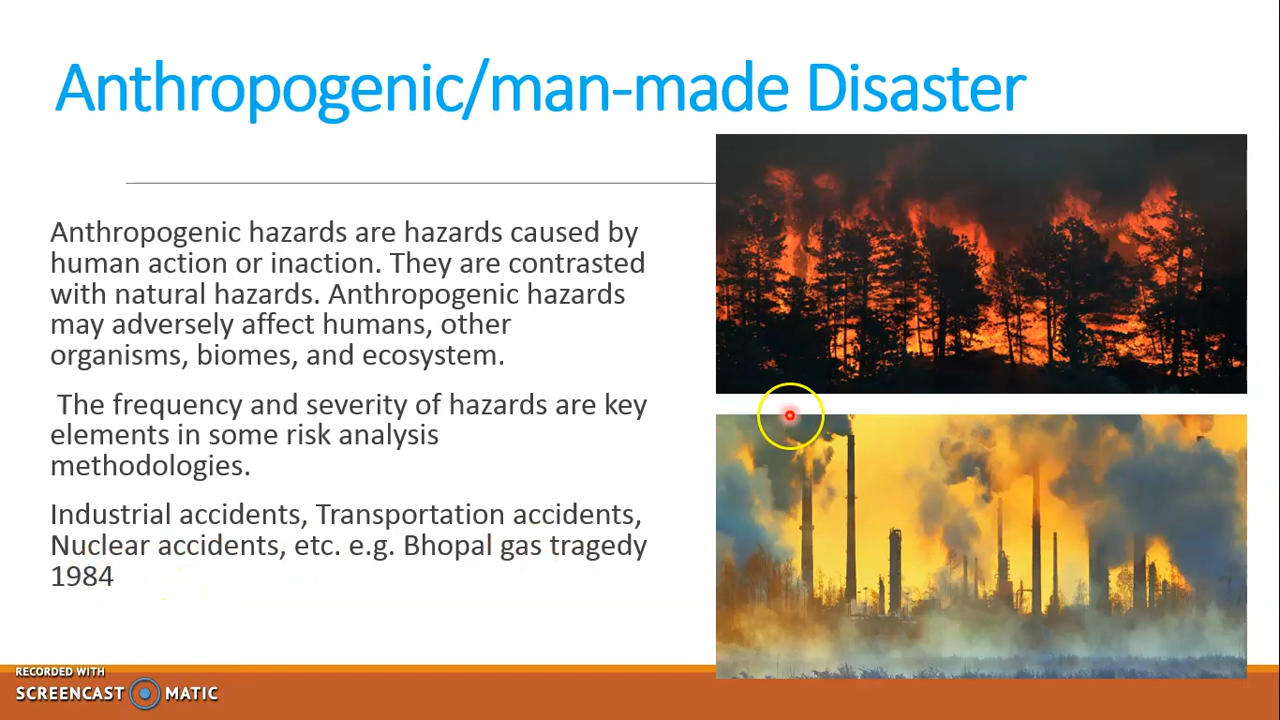 Anthropogenic/man-made Disaster
Anthropogenic hazards are hazards caused by
human action or inaction. They are contrasted
with natural hazards. Anthropogenic hazards
may adversely affect humans, other
organisms, biomes, and ecosystem.
The frequency and severity of hazards are key
elements in some risk analysis
methodologies.
Industrial accidents, Transportation accidents,
Nuclear accidents, etc. e.g. Bhopal gas tragedy
1984
RECORDED WITH
SCREENCAST MATIC